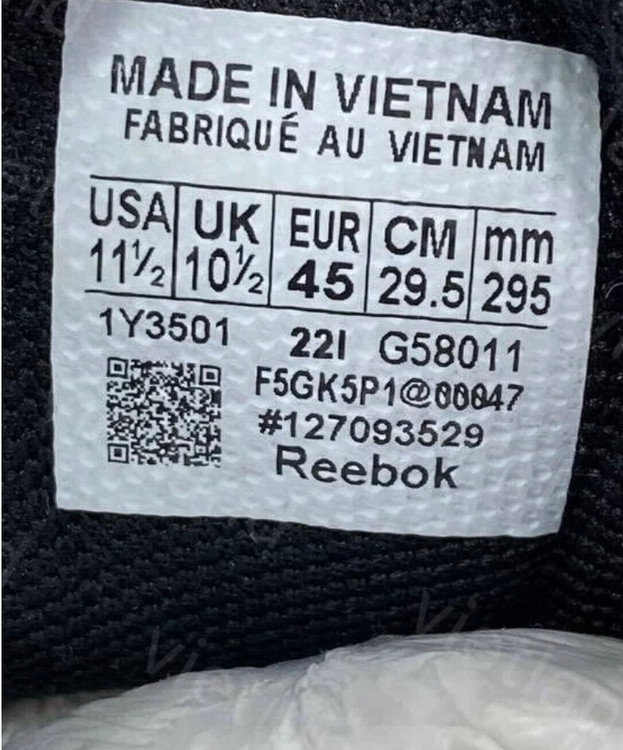 MADE IN VIETNAM
FABRIQUÉ AU VIETNAM
USA UK EUR CM mm
11½ 10½ 45 29.5 295
1Y3501 22I G58011
F5GK5P1@00047
#127093529
Reebok